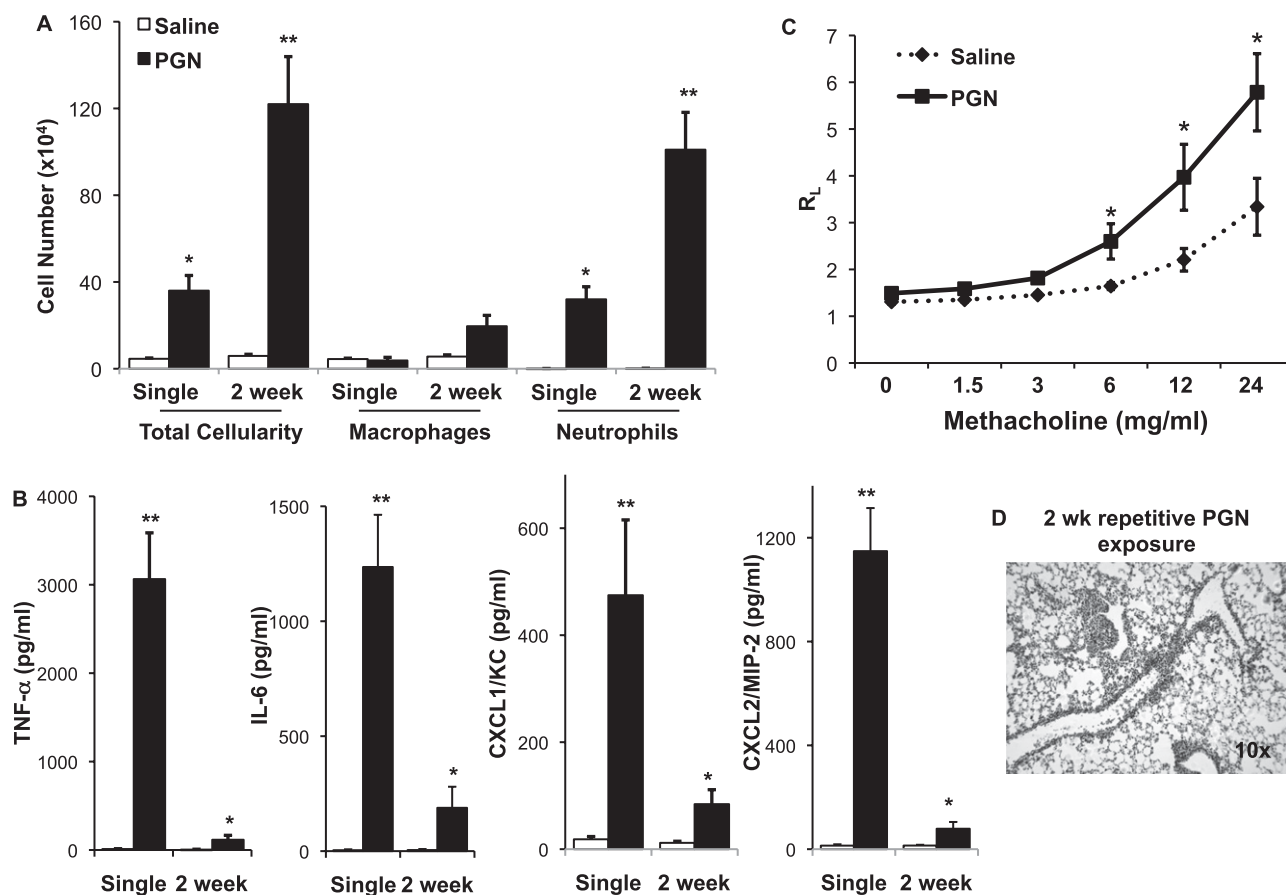 A
Saline
PGN
Cell Number (x10⁴)
160
120
80
40
0
**
*
*
**
Single 2 week Single 2 week Single 2 week
Total Cellularity Macrophages Neutrophils
C
Saline
PGN
R_L
7
6
5
4
3
2
1
0
*
*
*
0 1.5 3 6 12 24
Methacholine (mg/ml)
B
TNF-α (pg/ml)
4000
3000
2000
1000
0
**
*
Single 2 week
IL-6 (pg/ml)
1500
1000
500
0
**
*
Single 2 week
CXCL1/KC (pg/ml)
600
400
200
0
**
*
Single 2 week
CXCL2/MIP-2 (pg/ml)
1200
800
400
0
**
*
Single 2 week
D 2 wk repetitive PGN
exposure
10x